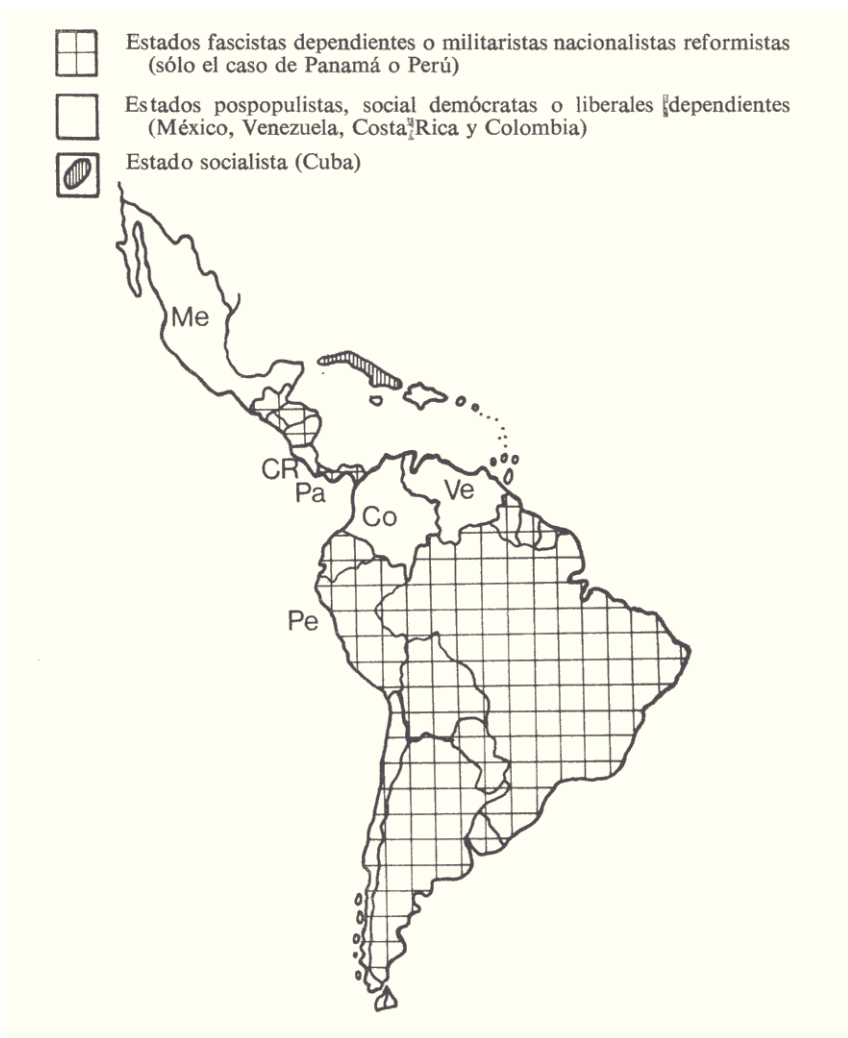 Estados fascistas dependientes o militaristas nacionalistas reformistas
(sólo el caso de Panamá o Perú)
Estados pospopulistas, social demócratas o liberales dependientes
(México, Venezuela, Costa Rica y Colombia)
Estado socialista (Cuba)
Me
CR
Pa
Ve
Co
Pe